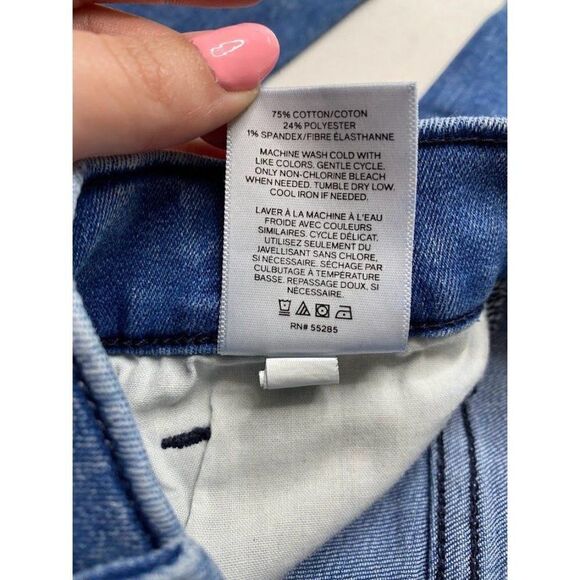 75% COTTON/COTON
24% POLYESTER
1% SPANDEX/FIBRE ÉLASTHANNE
MACHINE WASH COLD WITH
LIKE COLORS. GENTLE CYCLE.
ONLY NON-CHLORINE BLEACH
WHEN NEEDED. TUMBLE DRY LOW.
COOL IRON IF NEEDED.
LAVER À LA MACHINE À L'EAU
FROIDE AVEC COULEURS
SIMILAIRES. CYCLE DÉLICAT.
UTILISEZ SEULEMENT DU
JAVELLISANT SANS CHLORE,
SI NÉCESSAIRE. SÉCHAGE PAR
CULBUTAGE À TEMPÉRATURE
BASSE. REPASSAGE DOUX, SI
NÉCESSAIRE.
RN# 55285